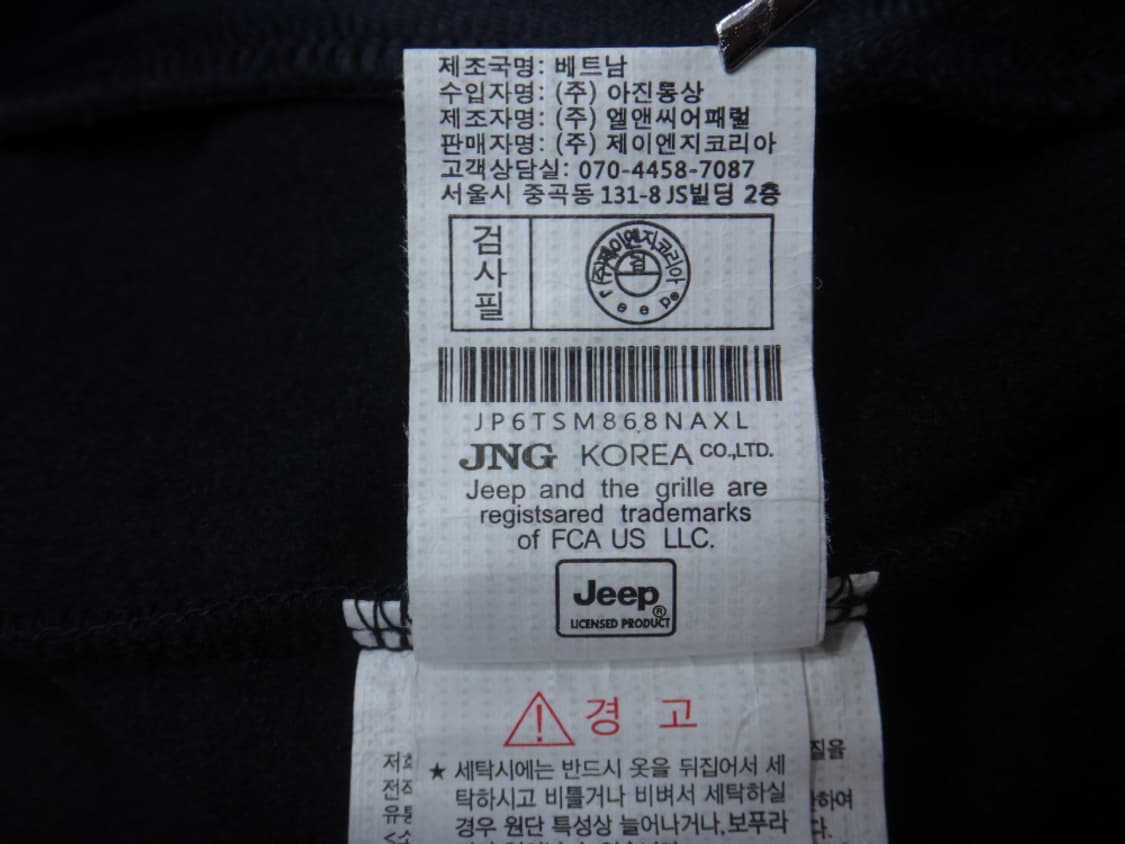 제조국명: 베트남
수입자명: (주) 아진통상
제조자명: (주) 엘앤씨어패럴
판매자명: (주) 제이엔지코리아
고객상담실: 070-4458-7087
서울시 중곡동 131-8 JS빌딩 2층
검
사
필
(주)제이엔지코리아
검
Jeep
JP6TSM868NAXL
JNG KOREA CO.,LTD.
Jeep and the grille are
registsared trademarks
of FCA US LLC.
Jeep®
LICENSED PRODUCT
경 고
★ 세탁시에는 반드시 옷을 뒤집어서 세
탁하시고 비틀거나 비벼서 세탁하실
경우 원단 특성상 늘어나거나,보푸라
질을
하여
다.